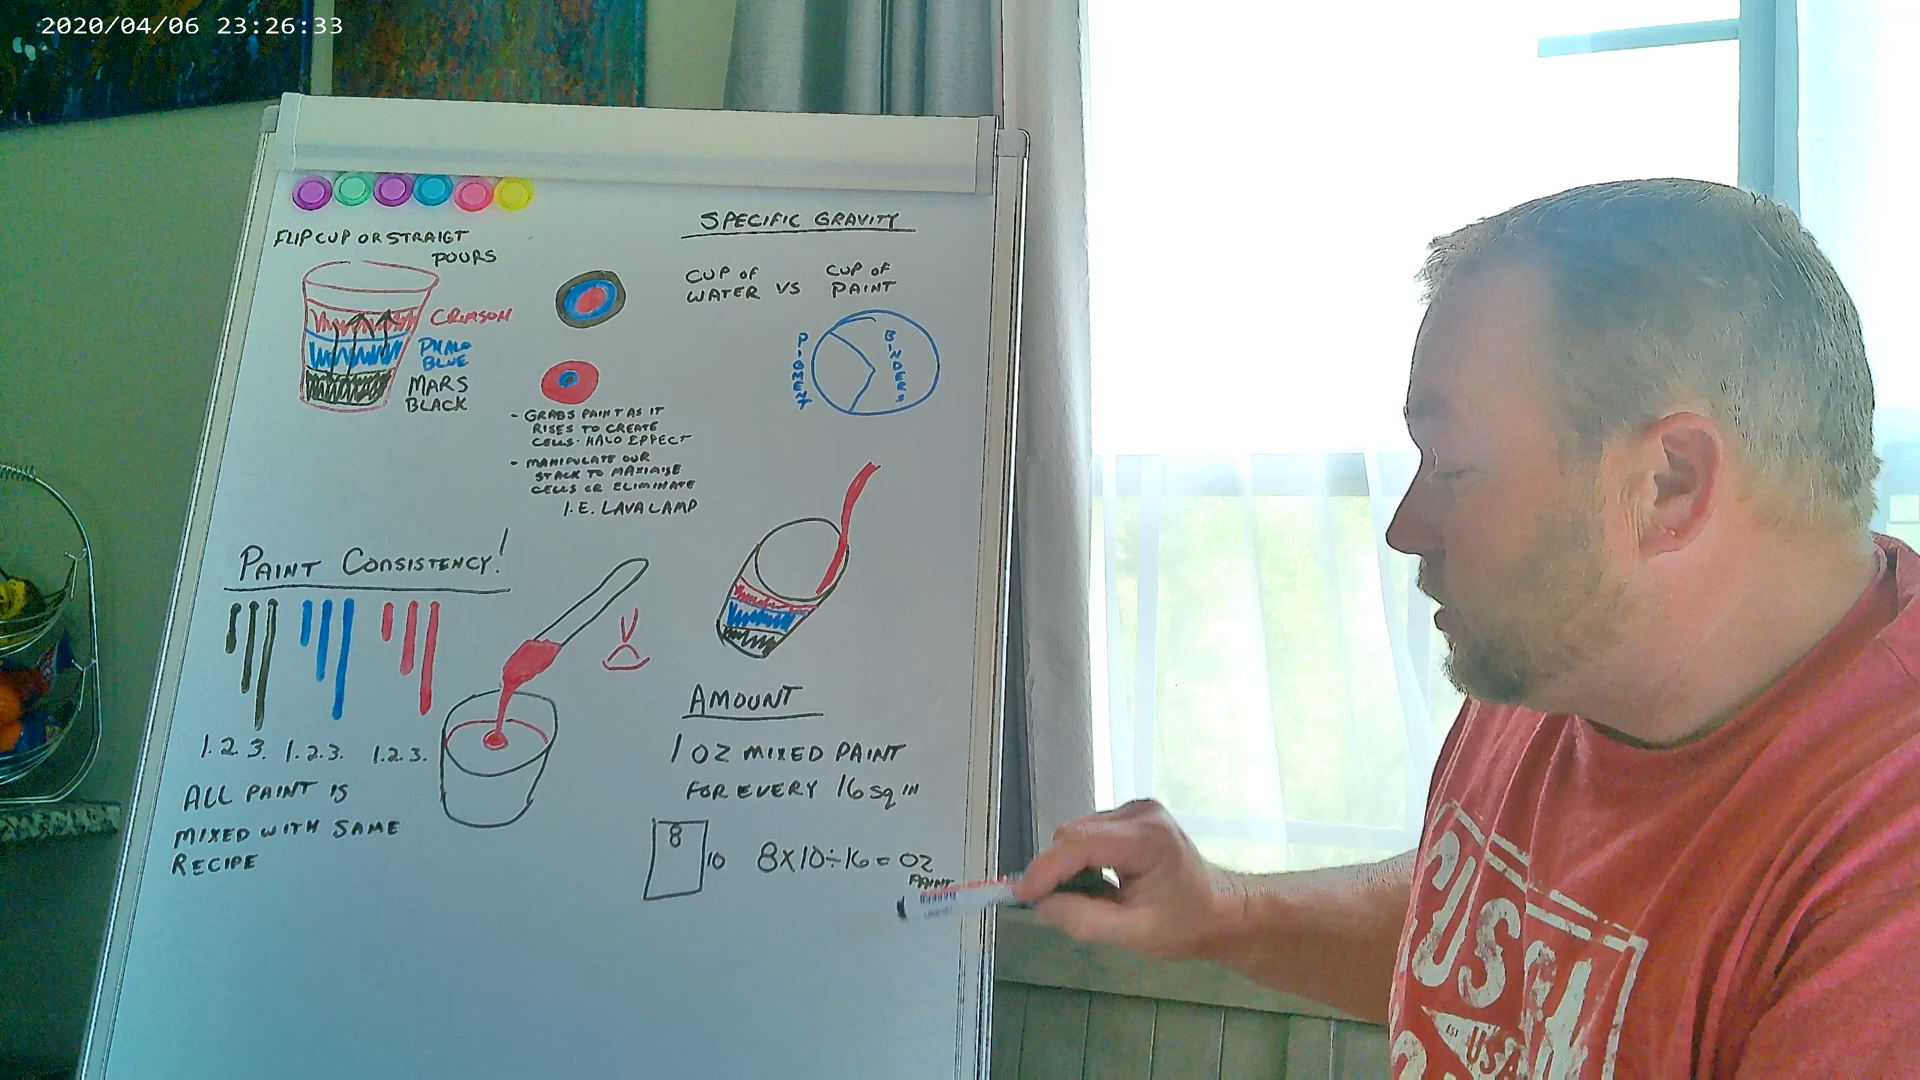 2020/04/06 23:26:33
FLIP CUP OR STRAIGT
POURS
CRIMSON
PHALO
BLUE
MARS
BLACK
- GRABS PAINT AS IT
RISES TO CREATE
CELLS. HALO EFFECT
- MANIPULATE OUR
STACK TO MAXIMISE
CELLS OR ELIMINATE
I.E. LAVA LAMP
SPECIFIC GRAVITY
CUP OF
WATER VS
CUP OF
PAINT
PIGMENT
BINDERS
PAINT CONSISTENCY!
1. 2 3. 1. 2. 3. 1. 2. 3.
ALL PAINT IS
MIXED WITH SAME
RECIPE
AMOUNT
1 OZ MIXED PAINT
FOR EVERY 16 SQ IN
8
10
8X10÷16 = OZ
PAINT
EST
USA